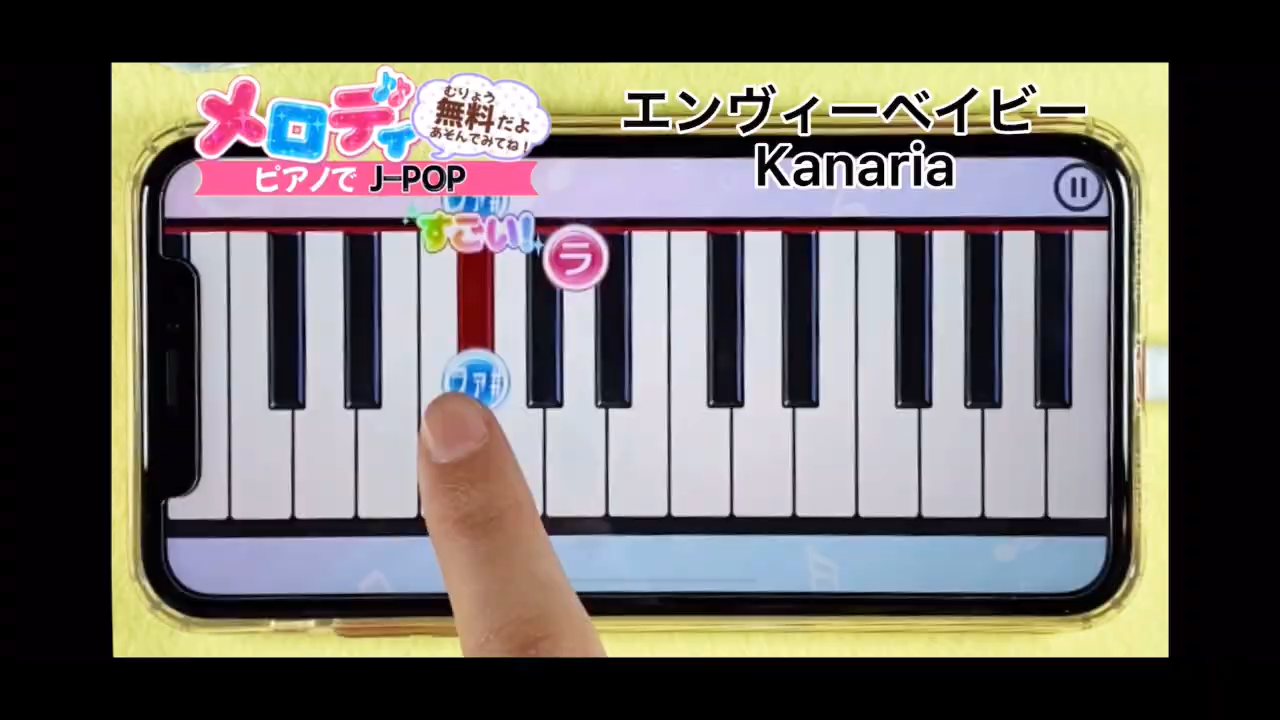 メロディ
むりょう
無料だよ
あそんでみてね!
ピアノで J-POP
エンヴィーベイビー
Kanaria
すごい!
ラ
ファ#